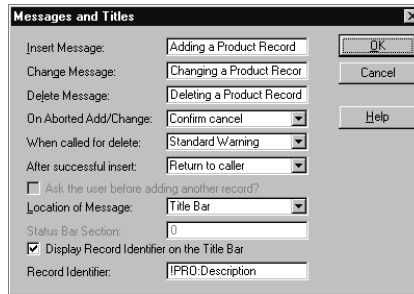 Messages and Titles
Insert Message: Adding a Product Record OK
Change Message: Changing a Product Recor Cancel
Delete Message: Deleting a Product Record
On Aborted Add/Change: Confirm cancel Help
When called for delete: Standard Warning
After successful insert: Return to caller
Ask the user before adding another record?
Location of Message: Title Bar
Status Bar Section: 0
Display Record Identifier on the Title Bar
Record Identifier: !PRO:Description